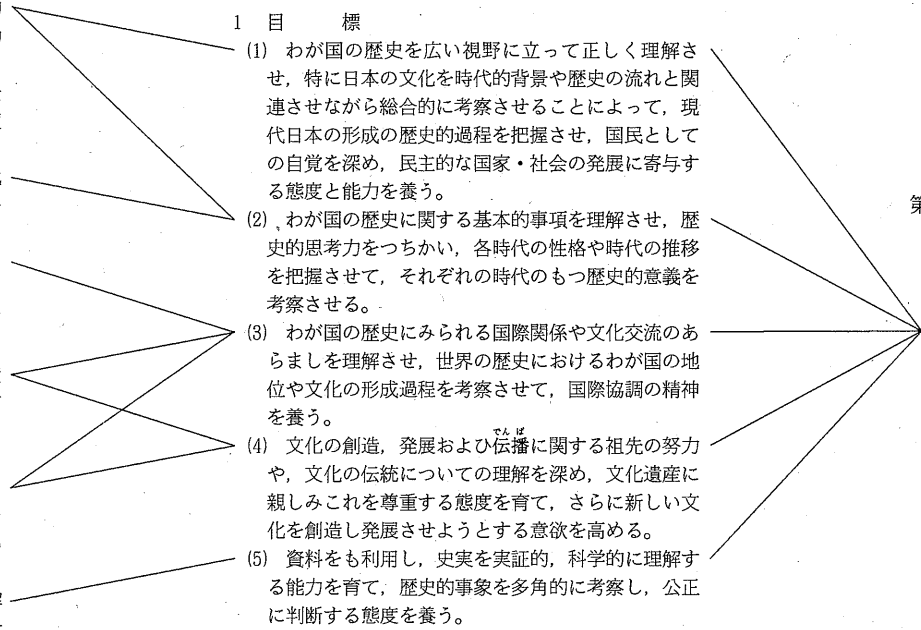 1 目 標
(1) わが国の歴史を広い視野に立って正しく理解さ
せ，特に日本の文化を時代的背景や歴史の流れと関
連させながら総合的に考察させることによって，現
代日本の形成の歴史的過程を把握させ，国民として
の自覚を深め，民主的な国家・社会の発展に寄与す
る態度と能力を養う。
(2) わが国の歴史に関する基本的事項を理解させ，歴
史的思考力をつちかい，各時代の性格や時代の推移
を把握させて，それぞれの時代のもつ歴史的意義を
考察させる。
(3) わが国の歴史にみられる国際関係や文化交流のあ
らましを理解させ，世界の歴史におけるわが国の地
位や文化の形成過程を考察させて，国際協調の精神
を養う。
でん ぱ
(4) 文化の創造，発展および伝播に関する祖先の努力
や，文化の伝統についての理解を深め，文化遺産に
親しみこれを尊重する態度を育て，さらに新しい文
化を創造し発展させようとする意欲を高める。
(5) 資料をも利用し，史実を実証的，科学的に理解す
る能力を育て，歴史的事象を多角的に考察し，公正
に判断する態度を養う。
第